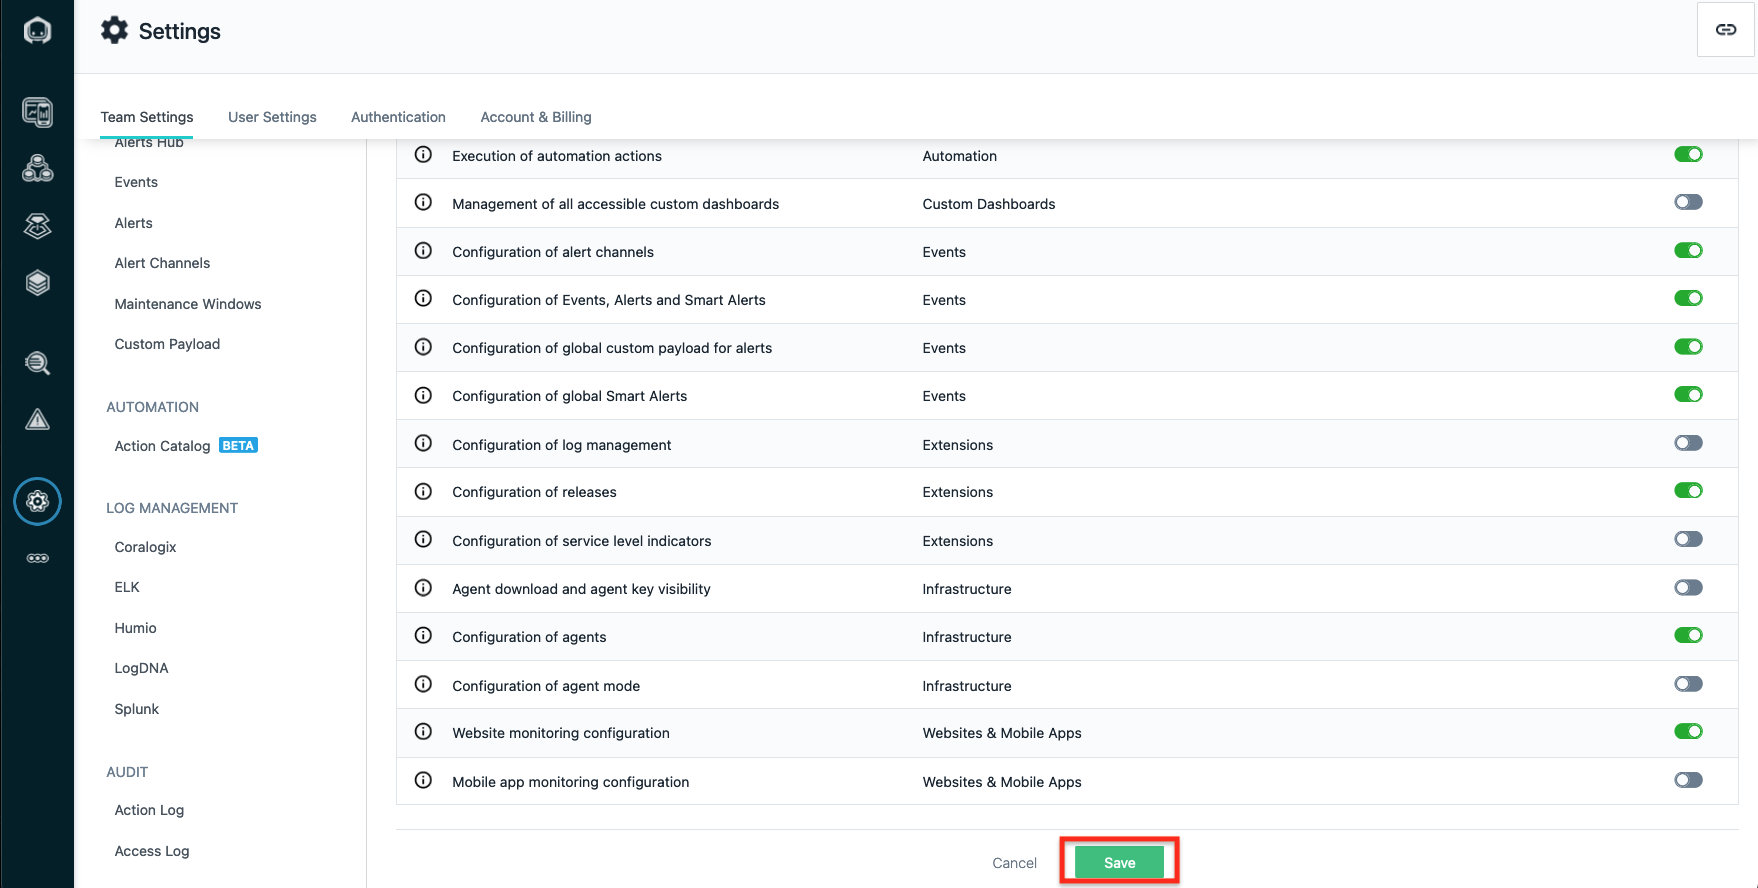 Settings
Team Settings User Settings Authentication Account & Billing
Alerts Hub
Events
Alerts
Alert Channels
Maintenance Windows
Custom Payload
AUTOMATION
Action Catalog BETA
LOG MANAGEMENT
Coralogix
ELK
Humio
LogDNA
Splunk
AUDIT
Action Log
Access Log
Execution of automation actions Automation
Management of all accessible custom dashboards Custom Dashboards
Configuration of alert channels Events
Configuration of Events, Alerts and Smart Alerts Events
Configuration of global custom payload for alerts Events
Configuration of global Smart Alerts Events
Configuration of log management Extensions
Configuration of releases Extensions
Configuration of service level indicators Extensions
Agent download and agent key visibility Infrastructure
Configuration of agents Infrastructure
Configuration of agent mode Infrastructure
Website monitoring configuration Websites & Mobile Apps
Mobile app monitoring configuration Websites & Mobile Apps
Cancel Save